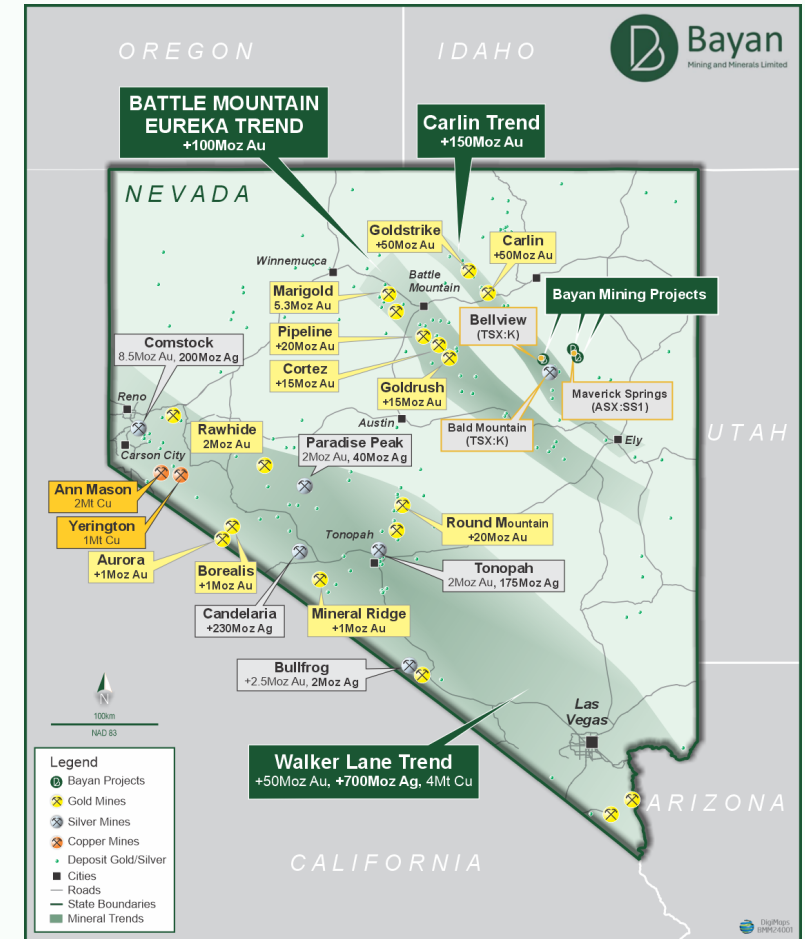 OREGON
IDAHO
Bayan
Mining and Minerals Limited
BATTLE MOUNTAIN
EUREKA TREND
+100Moz Au
Carlin Trend
+150Moz Au
NEVADA
Goldstrike
+50Moz Au
Carlin
+50Moz Au
Winnemucca
Battle
Mountain
Marigold
5.3Moz Au
Bayan Mining Projects
Bellview
(TSX:K)
Pipeline
+20Moz Au
Comstock
8.5Moz Au, 200Moz Ag
Cortez
+15Moz Au
Goldrush
+15Moz Au
Maverick Springs
(ASX:SS1)
Reno
Austin
Bald Mountain
(TSX:K)
Ely
UTAH
Rawhide
2Moz Au
Paradise Peak
2Moz Au, 40Moz Ag
Carson City
Ann Mason
2Mt Cu
Yerington
1Mt Cu
Round Mountain
+20Moz Au
Tonopah
Aurora
+1Moz Au
Borealis
+1Moz Au
Tonopah
2Moz Au, 175Moz Ag
Candelaria
+230Moz Ag
Mineral Ridge
+1Moz Au
Bullfrog
+2.5Moz Au, 2Moz Ag
N
100km
NAD 83
Las
Vegas
Walker Lane Trend
+50Moz Au, +700Moz Ag, 4Mt Cu
ARIZONA
CALIFORNIA
Legend
Bayan Projects
Gold Mines
Silver Mines
Copper Mines
Deposit Gold/Silver
Cities
Roads
State Boundaries
Mineral Trends
DigiMaps
BMM24001